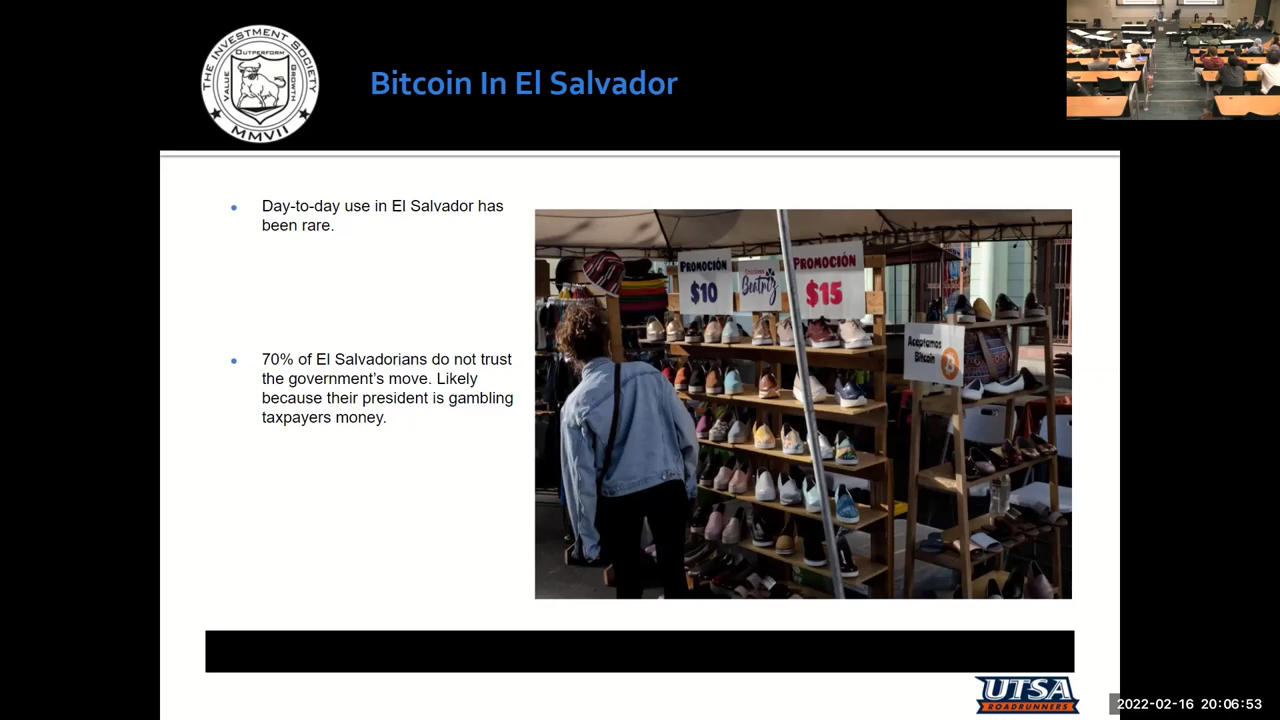 THE INVESTMENT SOCIETY
OUTPERFORM
VALUE
GROWTH
MMVII
Bitcoin In El Salvador
Day-to-day use in El Salvador has
been rare.
70% of El Salvadorians do not trust
the government's move. Likely
because their president is gambling
taxpayers money.
PROMOCIÓN
$10
Beatriz
PROMOCIÓN
$15
Aceptamos
Bitcoin
UTSA
ROADRUNNERS
2022-02-16 20:06:53